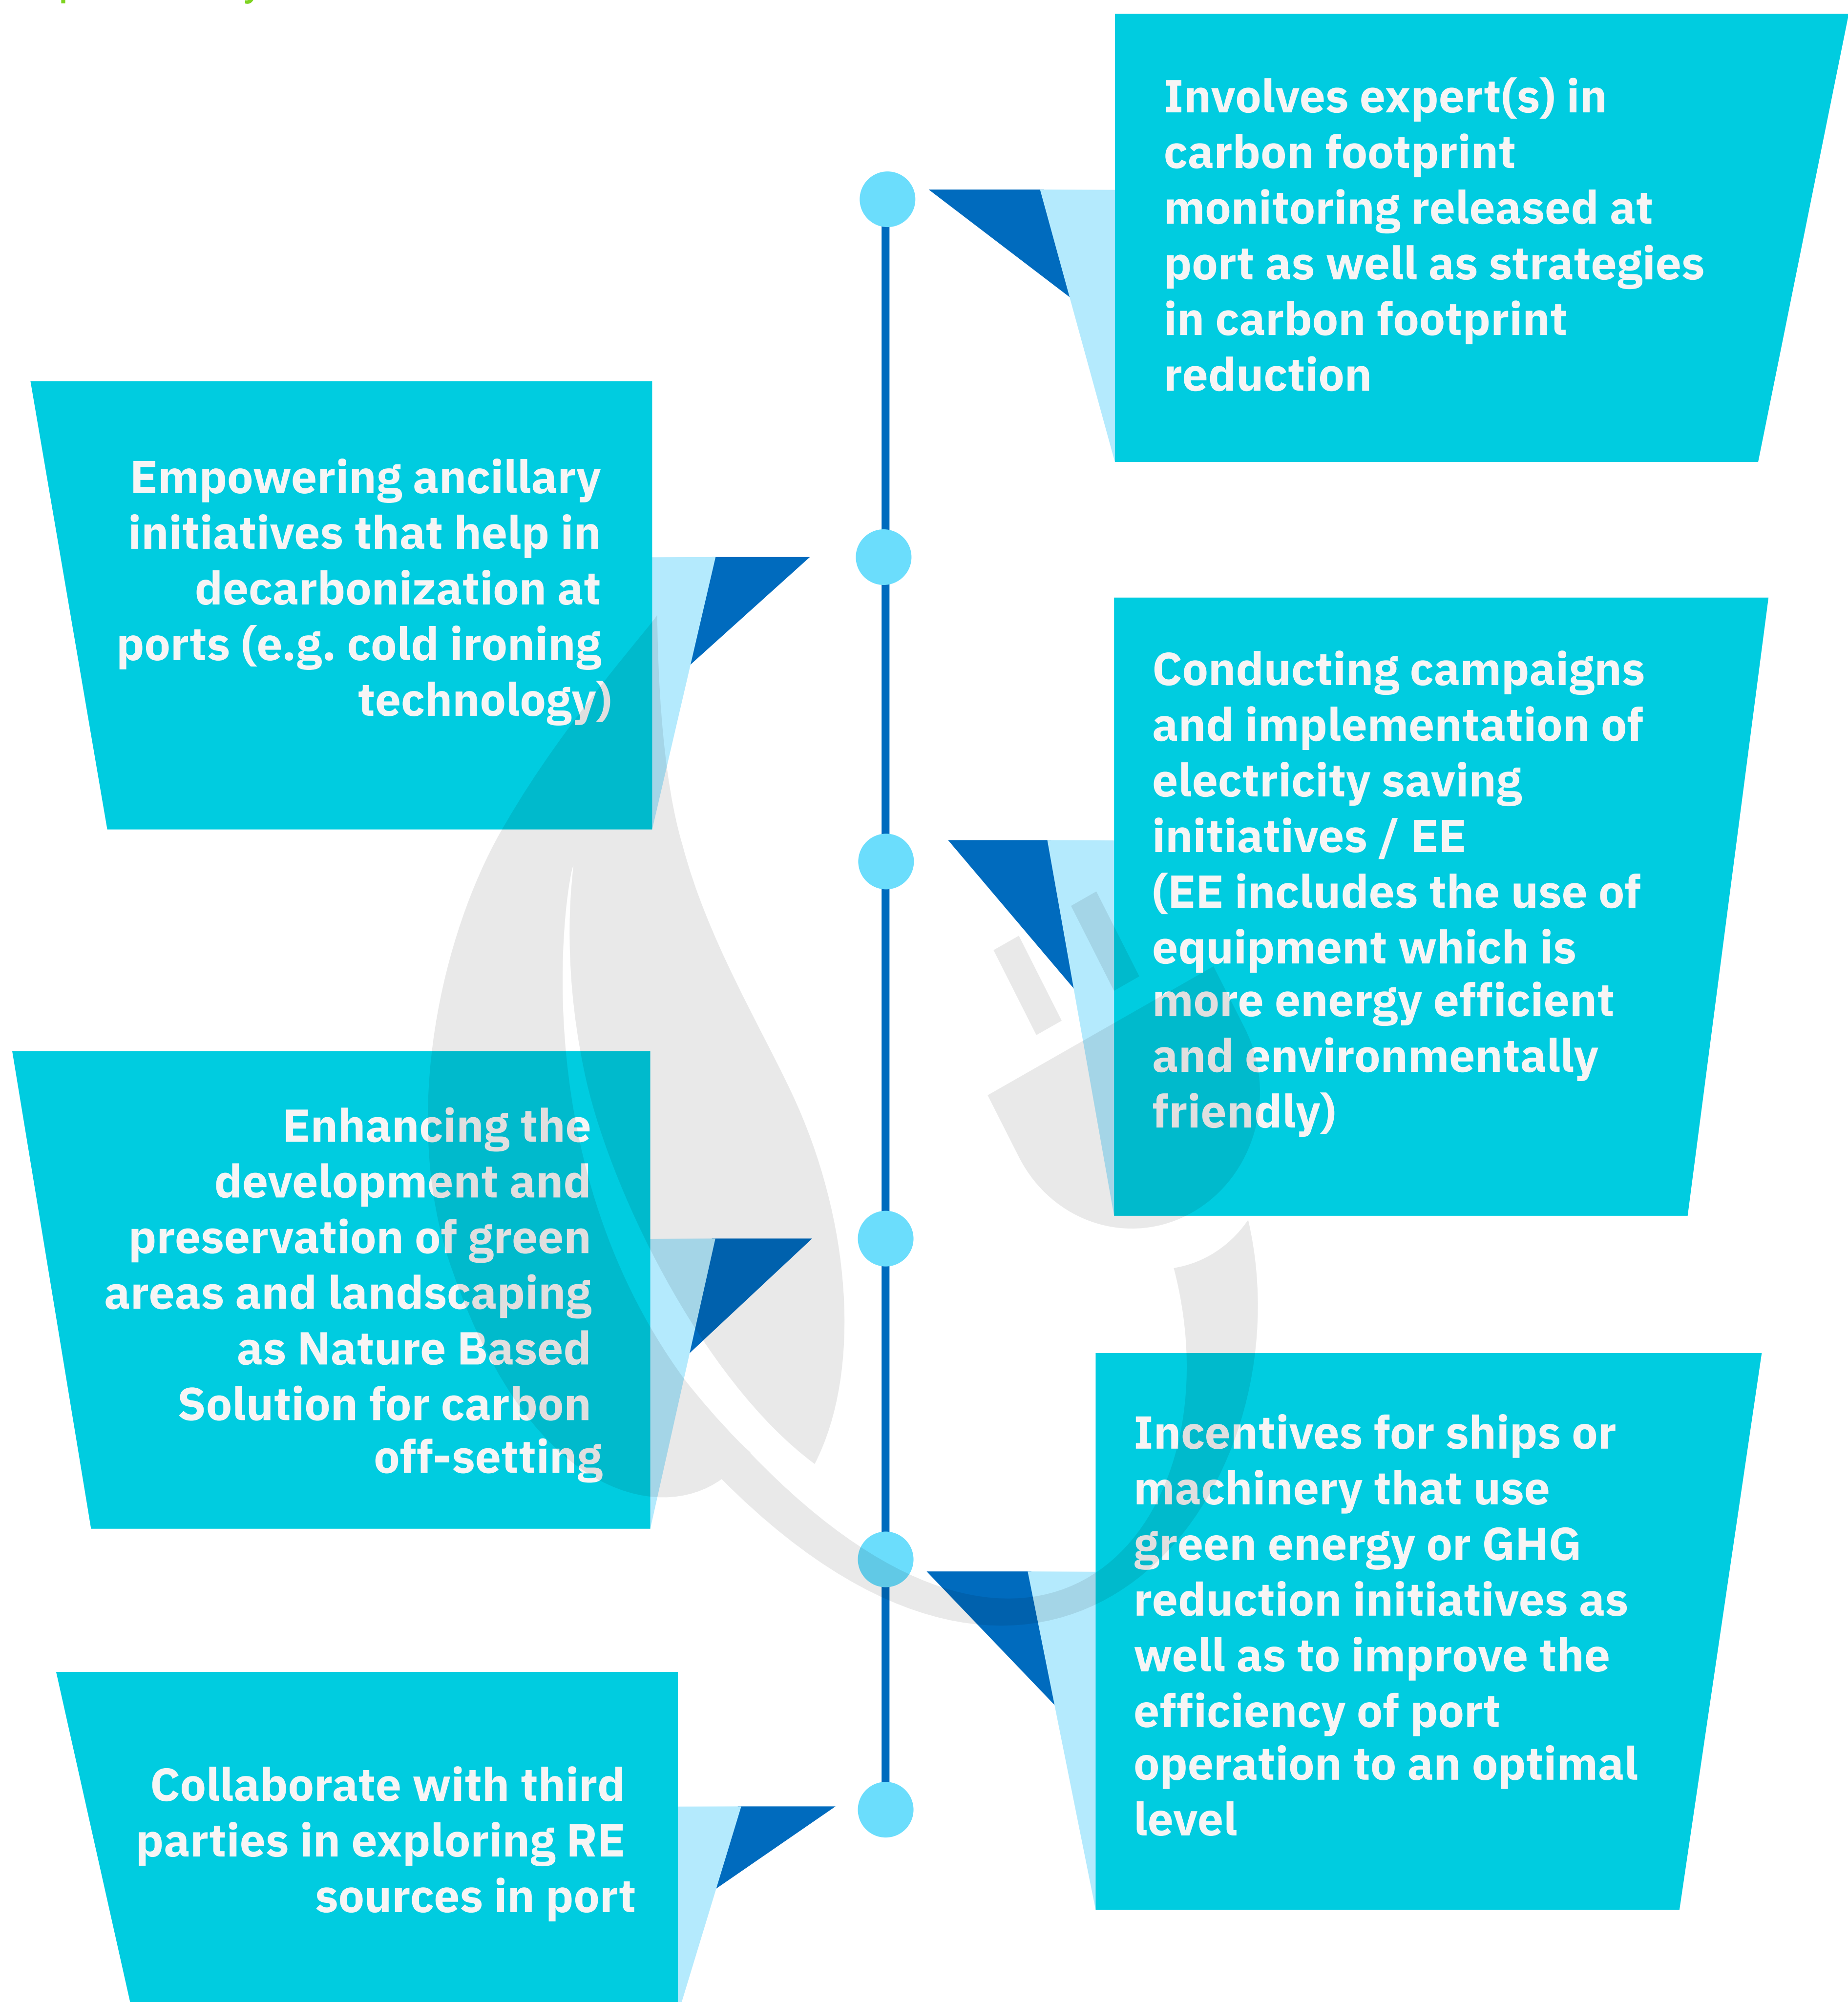 Involves expert(s) in
carbon footprint
monitoring released at
port as well as strategies
in carbon footprint
reduction
Empowering ancillary
initiatives that help in
decarbonization at
ports (e.g. cold ironing
technology)
Conducting campaigns
and implementation of
electricity saving
initiatives / EE
(EE includes the use of
equipment which is
more energy efficient
and environmentally
friendly)
Enhancing the
development and
preservation of green
areas and landscaping
as Nature Based
Solution for carbon
off-setting
Incentives for ships or
machinery that use
green energy or GHG
reduction initiatives as
well as to improve the
efficiency of port
operation to an optimal
level
Collaborate with third
parties in exploring RE
sources in port